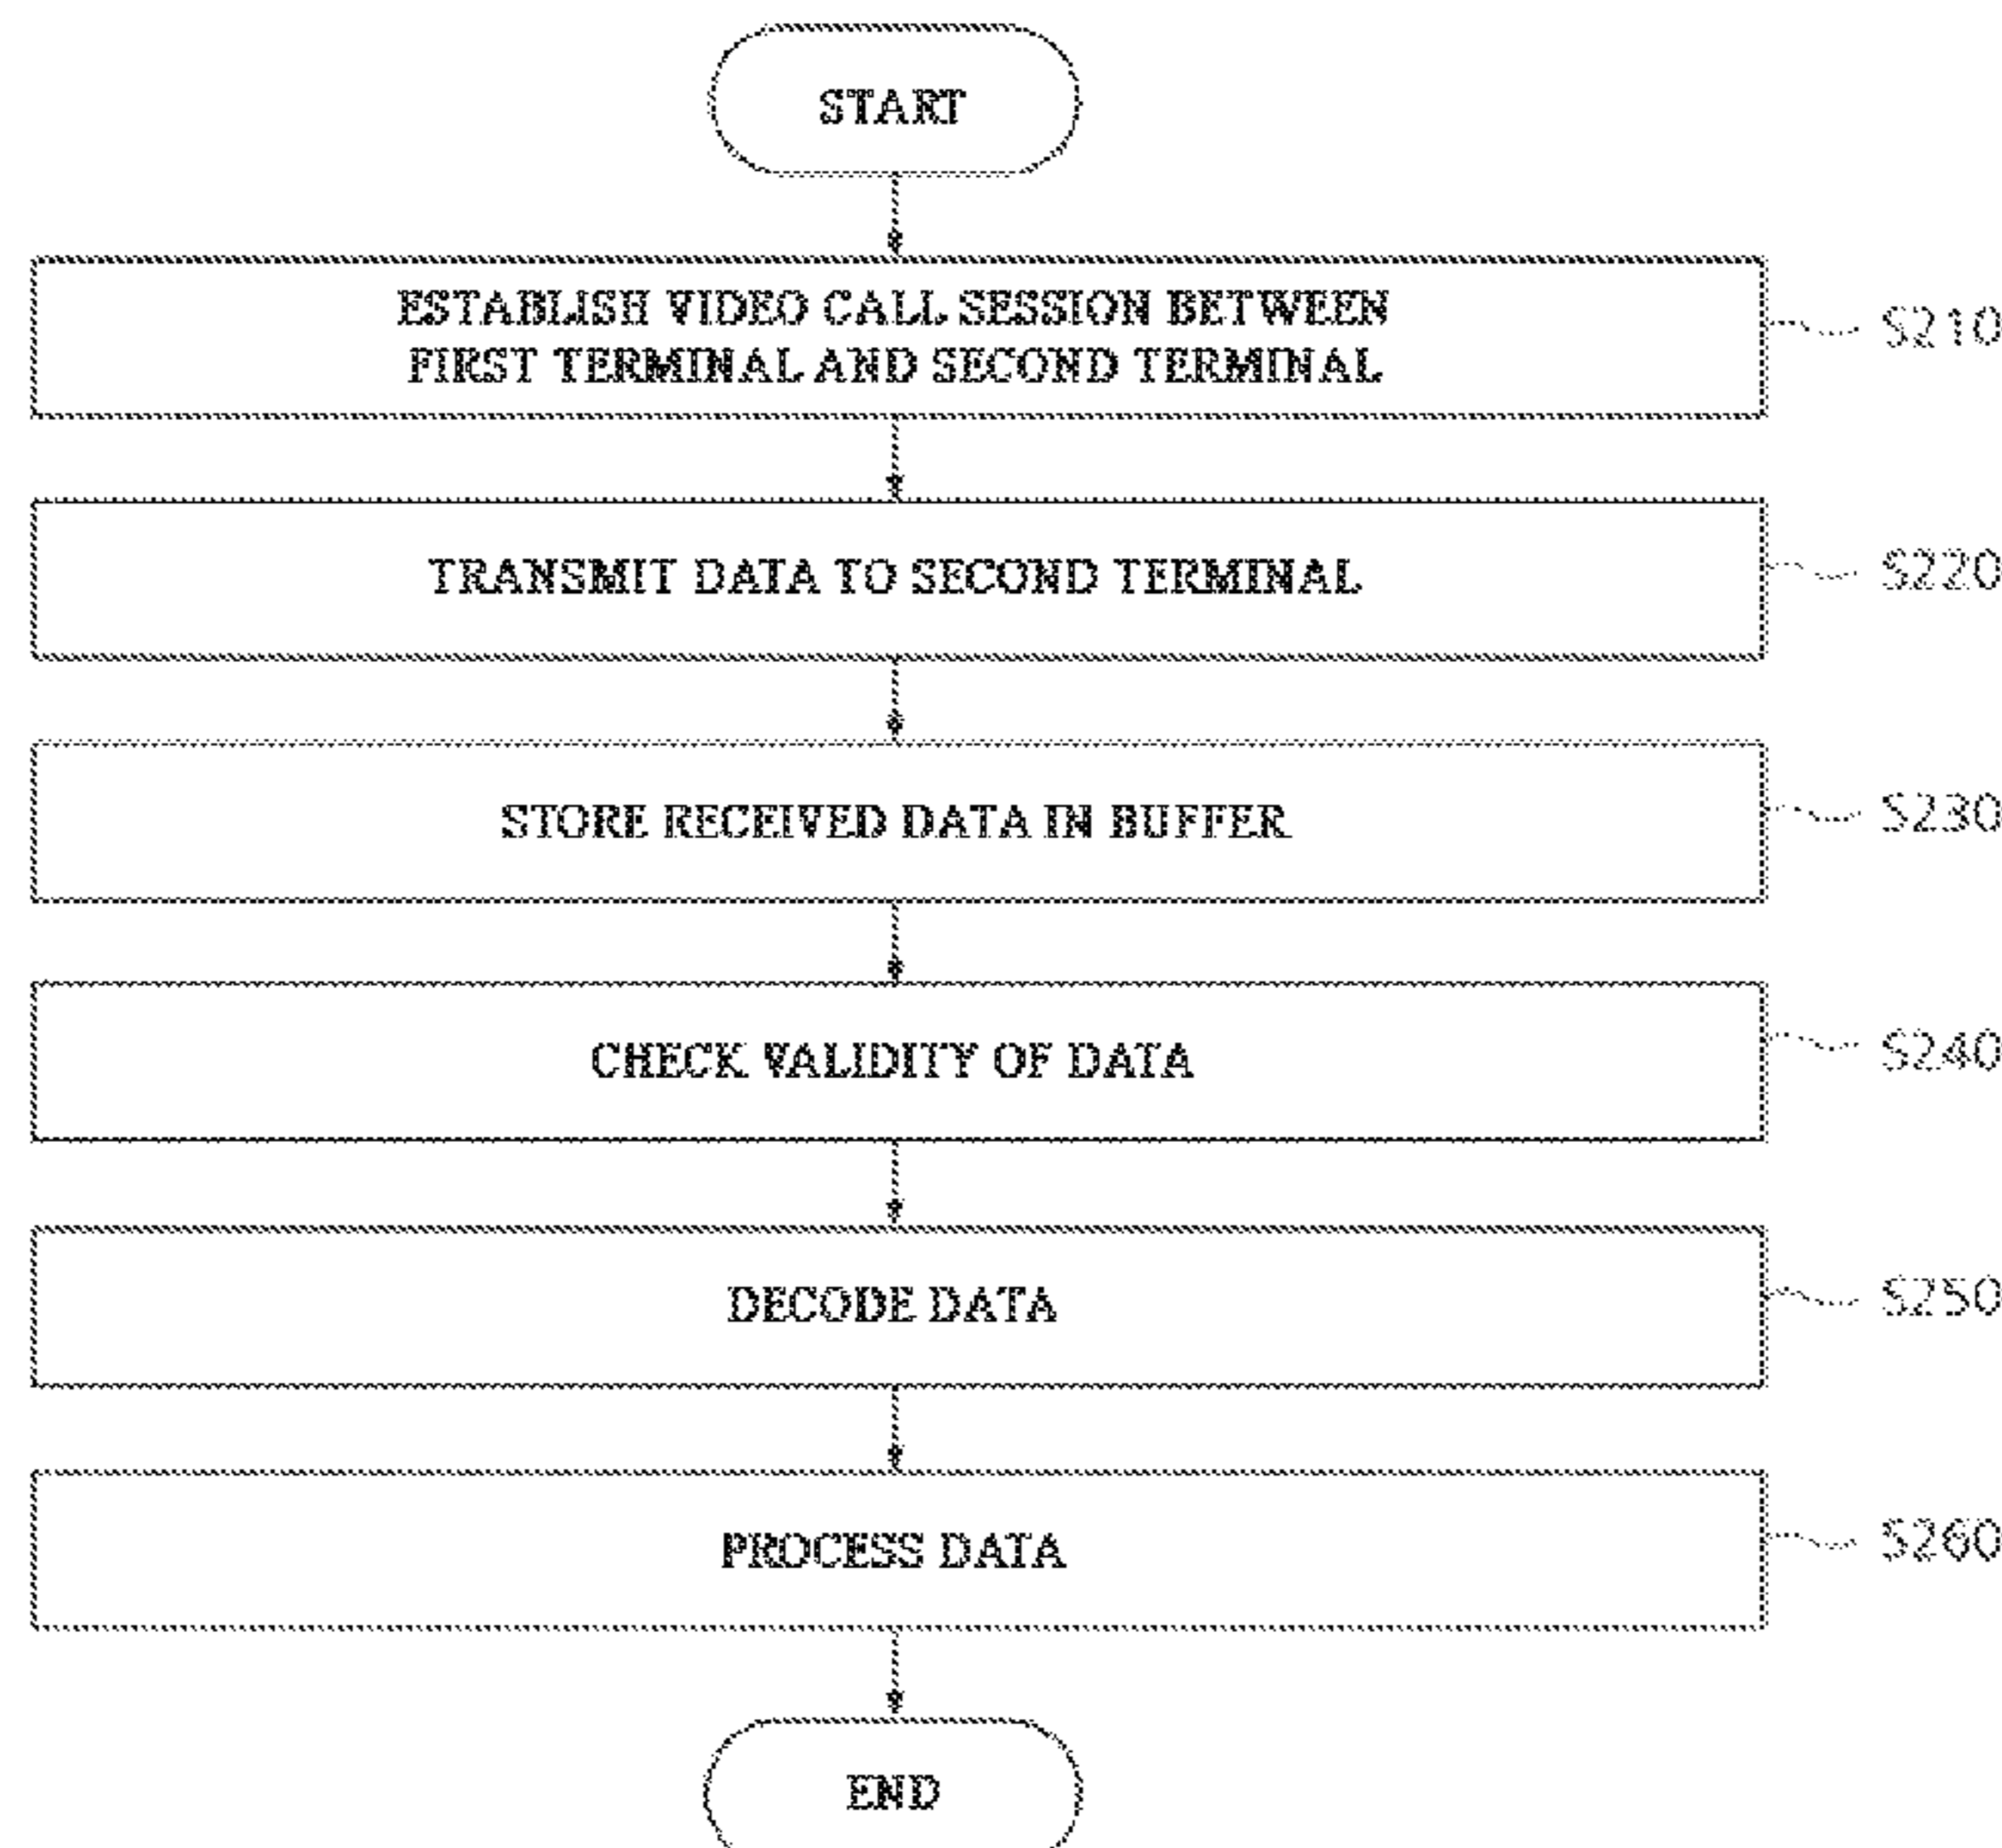 START
ESTABLISH VIDEO CALL SESSION BETWEEN
FIRST TERMINAL AND SECOND TERMINAL
S210
TRANSMIT DATA TO SECOND TERMINAL
S220
STORE RECEIVED DATA IN BUFFER
S230
CHECK VALIDITY OF DATA
S240
DECODE DATA
S250
PROCESS DATA
S260
END